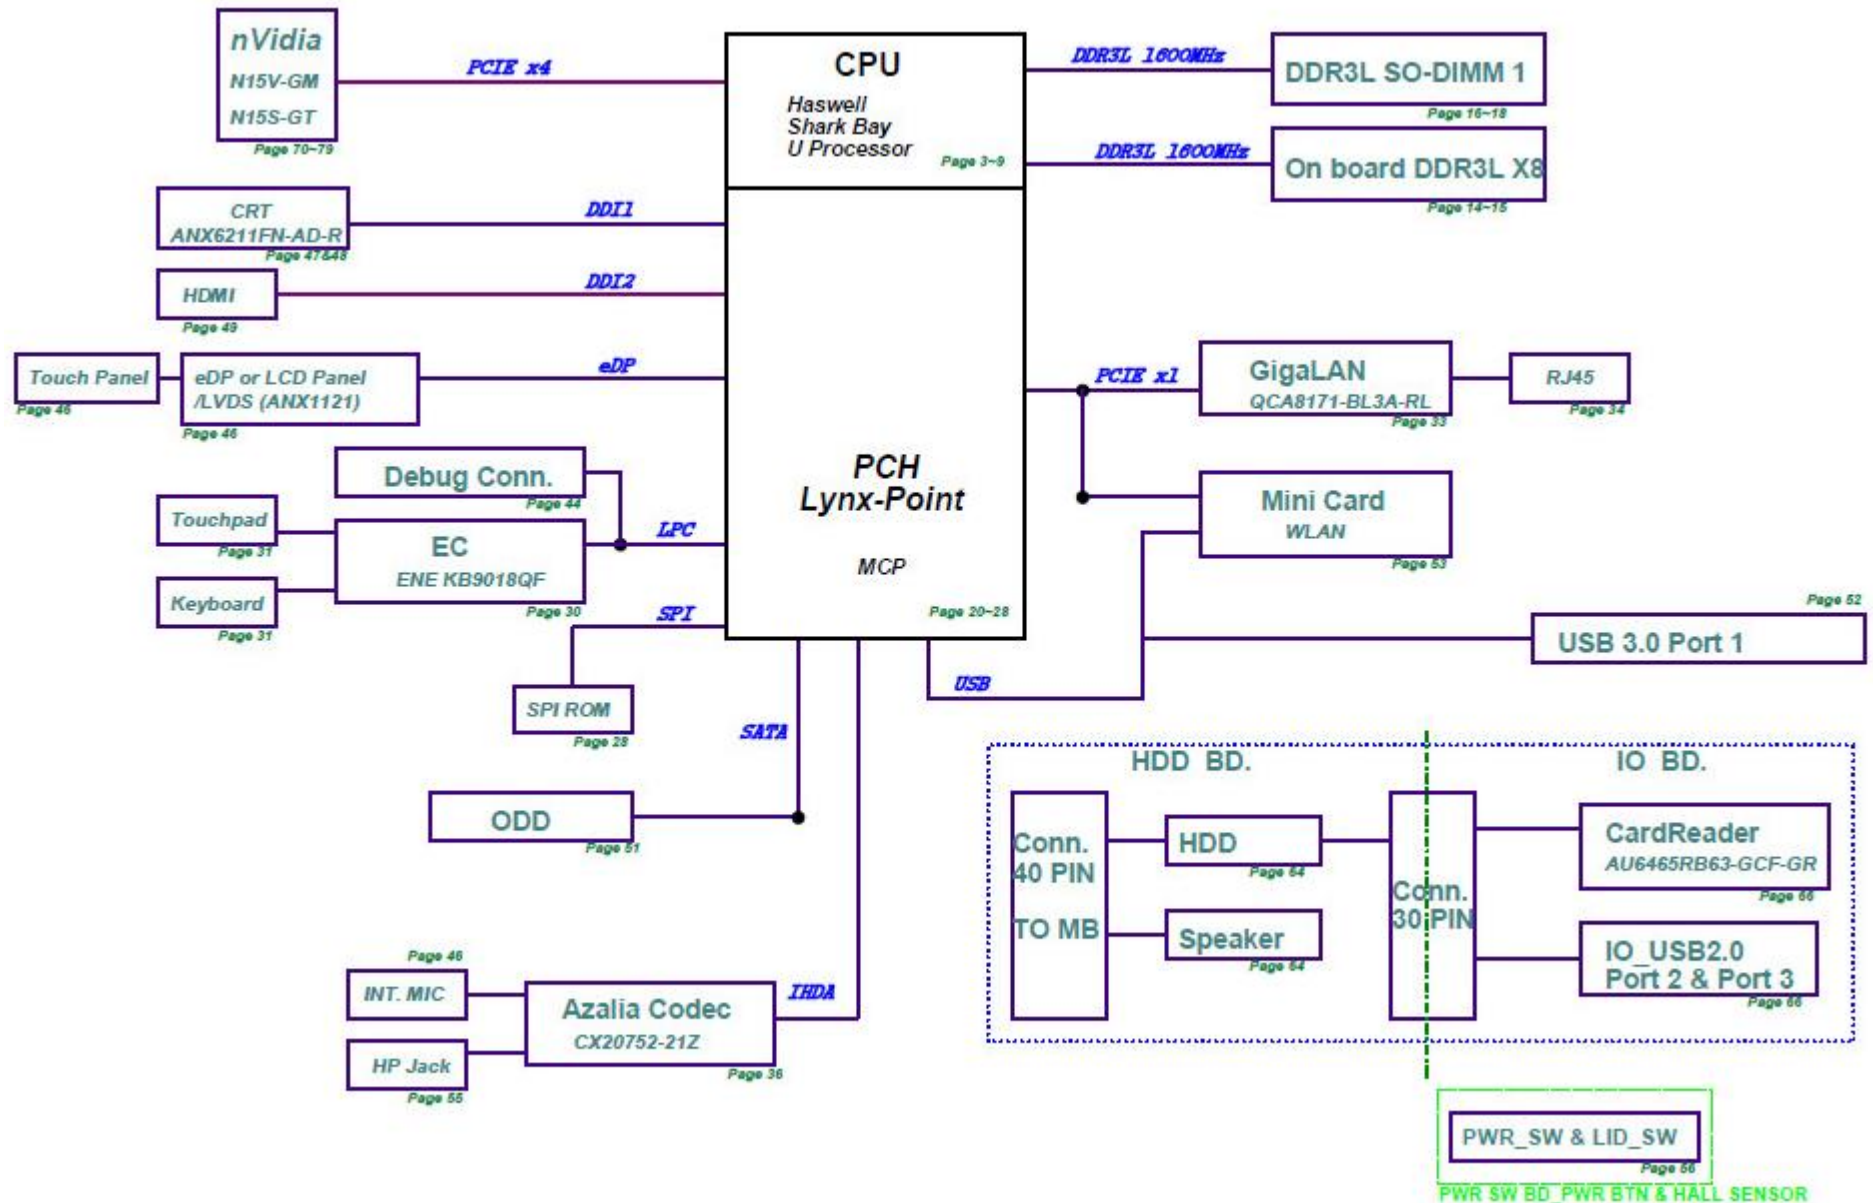 nVidia
N15V-GM
N15S-GT
Page 70~79
PCIE x4
CPU
Haswell
Shark Bay
U Processor
Page 3~9
DDR3L 1600MHz
DDR3L SO-DIMM 1
Page 16~18
DDR3L 1600MHz
On board DDR3L X8
Page 14~15
CRT
ANX6211FN-AD-R
Page 47&48
DDI1
HDMI
Page 49
DDI2
Touch Panel
Page 46
eDP or LCD Panel
/LVDS (ANX1121)
Page 46
eDP
PCIE x1
GigaLAN
QCA8171-BL3A-RL
Page 33
RJ45
Page 34
Debug Conn.
Page 44
Touchpad
Page 31
EC
ENE KB9018QF
Page 30
Keyboard
Page 31
LPC
SPI
PCH
Lynx-Point
MCP
Page 20~28
Mini Card
WLAN
Page 53
Page 52
USB 3.0 Port 1
USB
SPI ROM
Page 28
SATA
ODD
Page 51
HDD BD.
IO BD.
Conn.
40 PIN
TO MB
HDD
Page 64
Speaker
Page 64
Conn.
30 PIN
CardReader
AU6465RB63-GCF-GR
Page 66
IO_USB2.0
Port 2 & Port 3
Page 66
Page 46
INT. MIC
HP Jack
Page 55
Azalia Codec
CX20752-21Z
Page 36
IHDA
PWR_SW & LID_SW
Page 56
PWR SW BD_PWR BTN & HALL SENSOR